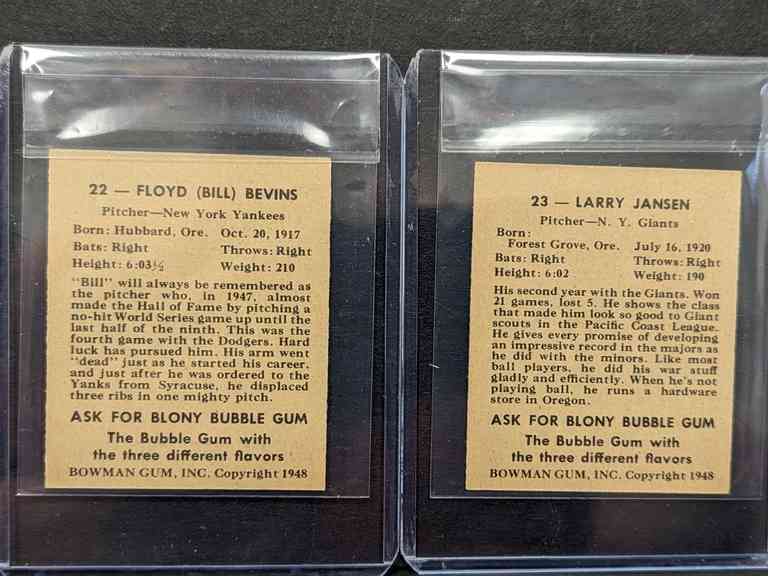 22 — FLOYD (BILL) BEVINS
Pitcher—New York Yankees
Born: Hubbard, Ore. Oct. 20, 1917
Bats: Right Throws: Right
Height: 6:03½ Weight: 210
"Bill" will always be remembered as
the pitcher who, in 1947, almost
made the Hall of Fame by pitching a
no-hit World Series game up until the
last half of the ninth. This was the
fourth game with the Dodgers. Hard
luck has pursued him. His arm went
"dead" just as he started his career,
and just after he was ordered to the
Yanks from Syracuse, he displaced
three ribs in one mighty pitch.
ASK FOR BLONY BUBBLE GUM
The Bubble Gum with
the three different flavors
BOWMAN GUM, INC. Copyright 1948
23 — LARRY JANSEN
Pitcher—N. Y. Giants
Born:
Forest Grove, Ore. July 16, 1920
Bats: Right Throws: Right
Height: 6:02 Weight: 190
His second year with the Giants. Won
21 games, lost 5. He shows the class
that made him look so good to Giant
scouts in the Pacific Coast League.
He gives every promise of developing
an impressive record in the majors as
he did with the minors. Like most
ball players, he did his war stuff
gladly and efficiently. When he's not
playing ball, he runs a hardware
store in Oregon.
ASK FOR BLONY BUBBLE GUM
The Bubble Gum with
the three different flavors
BOWMAN GUM, INC. Copyright 1948